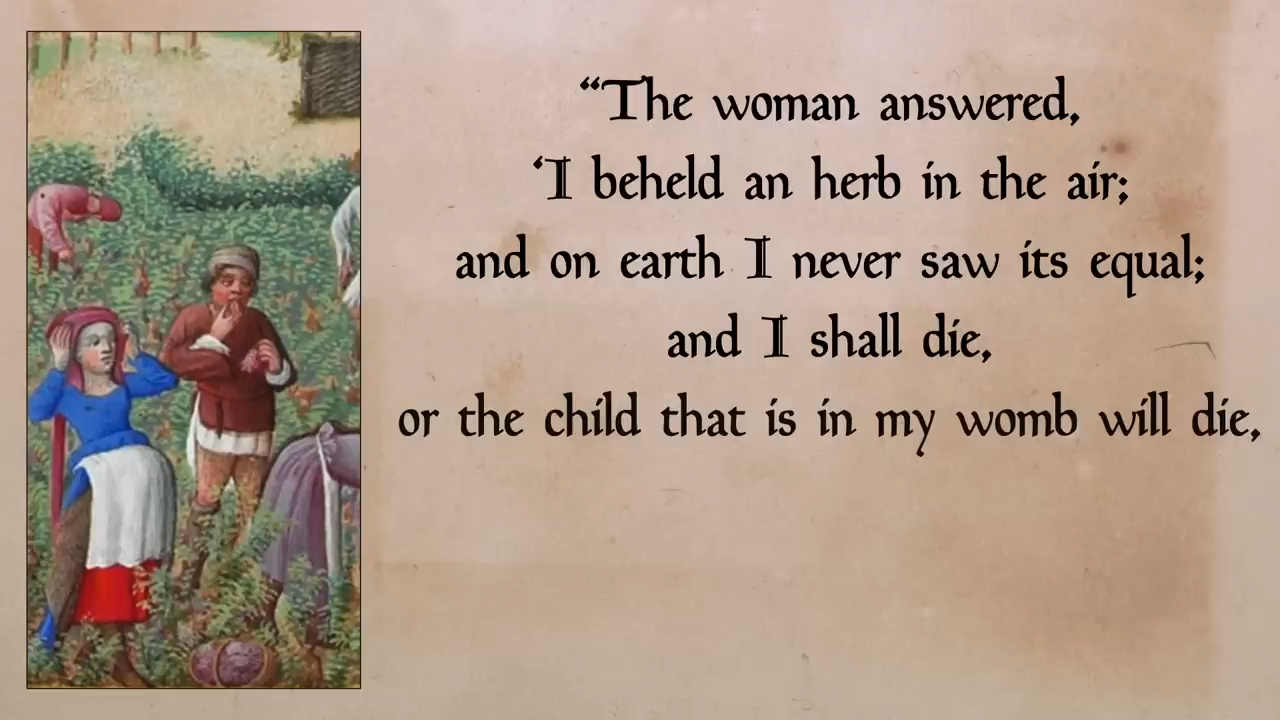 “The woman answered,
‘I beheld an herb in the air;
and on earth I never saw its equal;
and I shall die,
or the child that is in my womb will die,